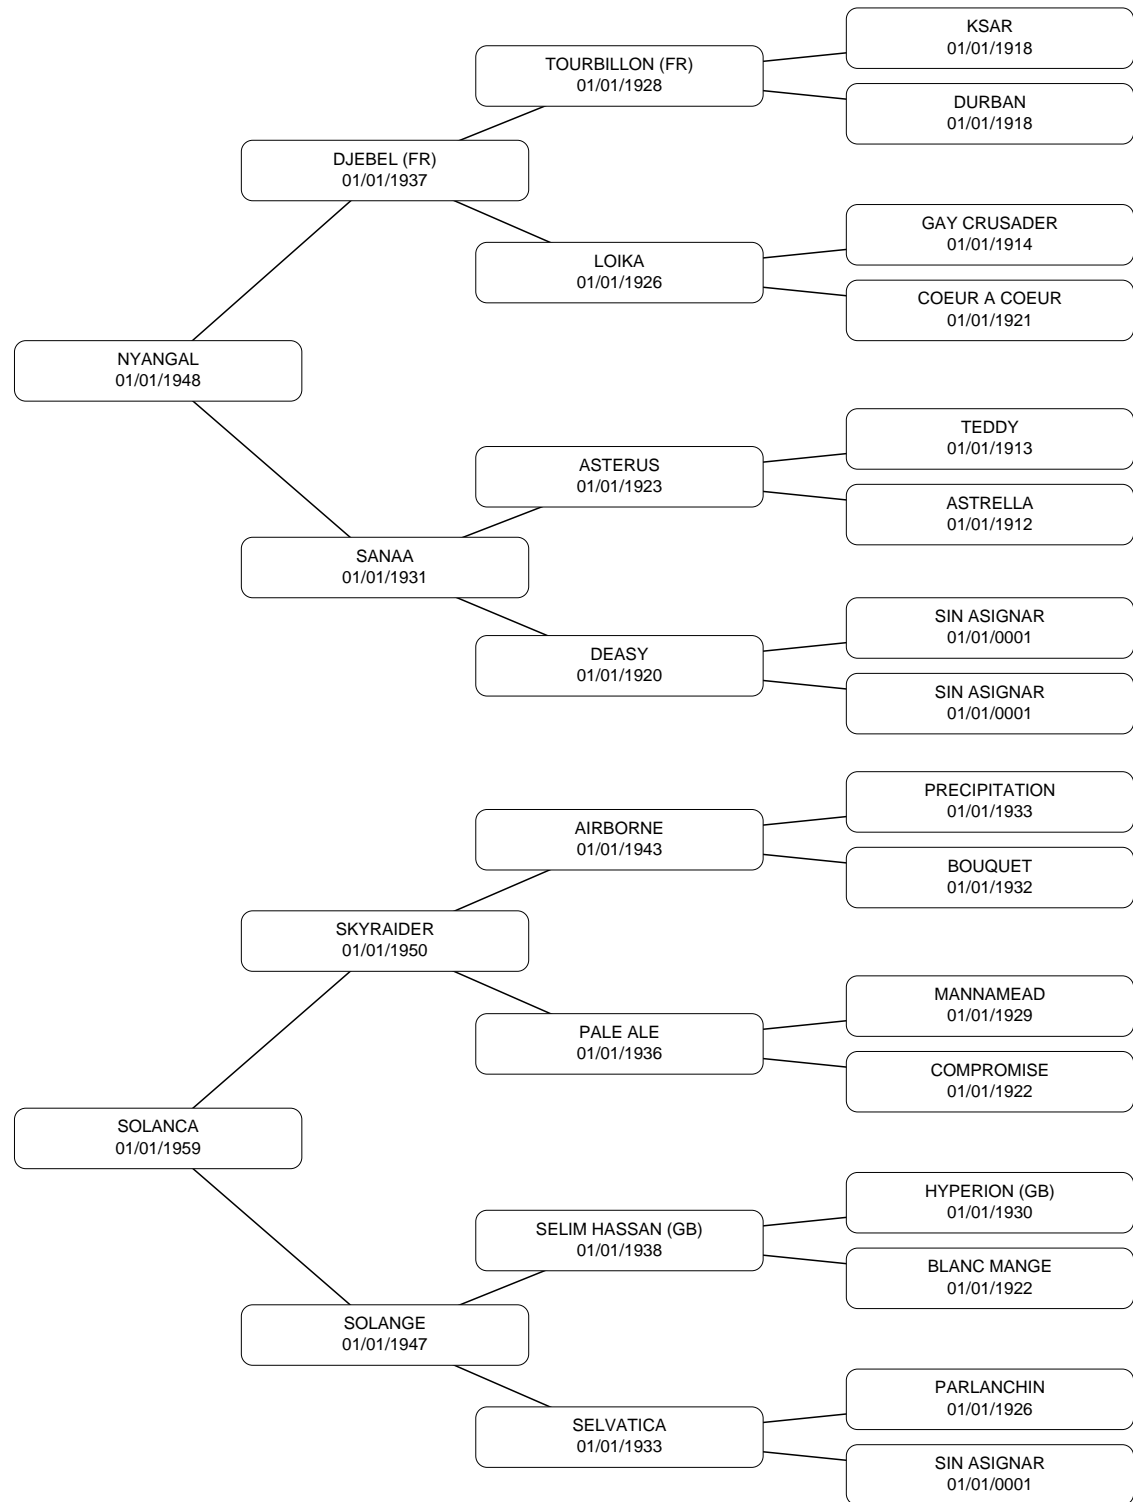 KSAR
01/01/1918
TOURBILLON (FR)
01/01/1928
DURBAN
01/01/1918
DJEBEL (FR)
01/01/1937
GAY CRUSADER
01/01/1914
LOIKA
01/01/1926
COEUR A COEUR
01/01/1921
NYANGAL
01/01/1948
TEDDY
01/01/1913
ASTERUS
01/01/1923
ASTRELLA
01/01/1912
SANAA
01/01/1931
SIN ASIGNAR
01/01/0001
DEASY
01/01/1920
SIN ASIGNAR
01/01/0001
PRECIPITATION
01/01/1933
AIRBORNE
01/01/1943
BOUQUET
01/01/1932
SKYRAIDER
01/01/1950
MANNAMEAD
01/01/1929
PALE ALE
01/01/1936
COMPROMISE
01/01/1922
SOLANCA
01/01/1959
HYPERION (GB)
01/01/1930
SELIM HASSAN (GB)
01/01/1938
BLANC MANGE
01/01/1922
SOLANGE
01/01/1947
PARLANCHIN
01/01/1926
SELVATICA
01/01/1933
SIN ASIGNAR
01/01/0001